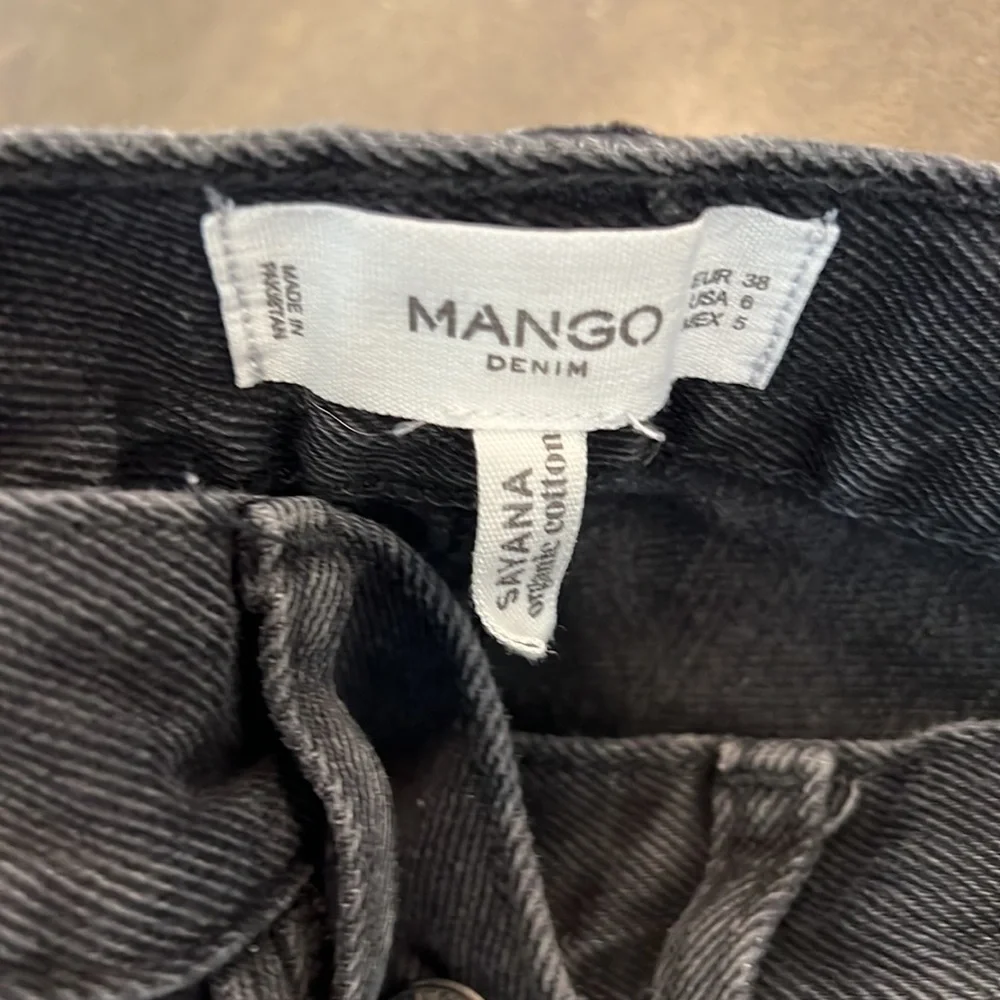 MADE IN
PAKISTAN
MANGO
DENIM
EUR 38
USA 6
MEX 5
SAYANA
organic cotton